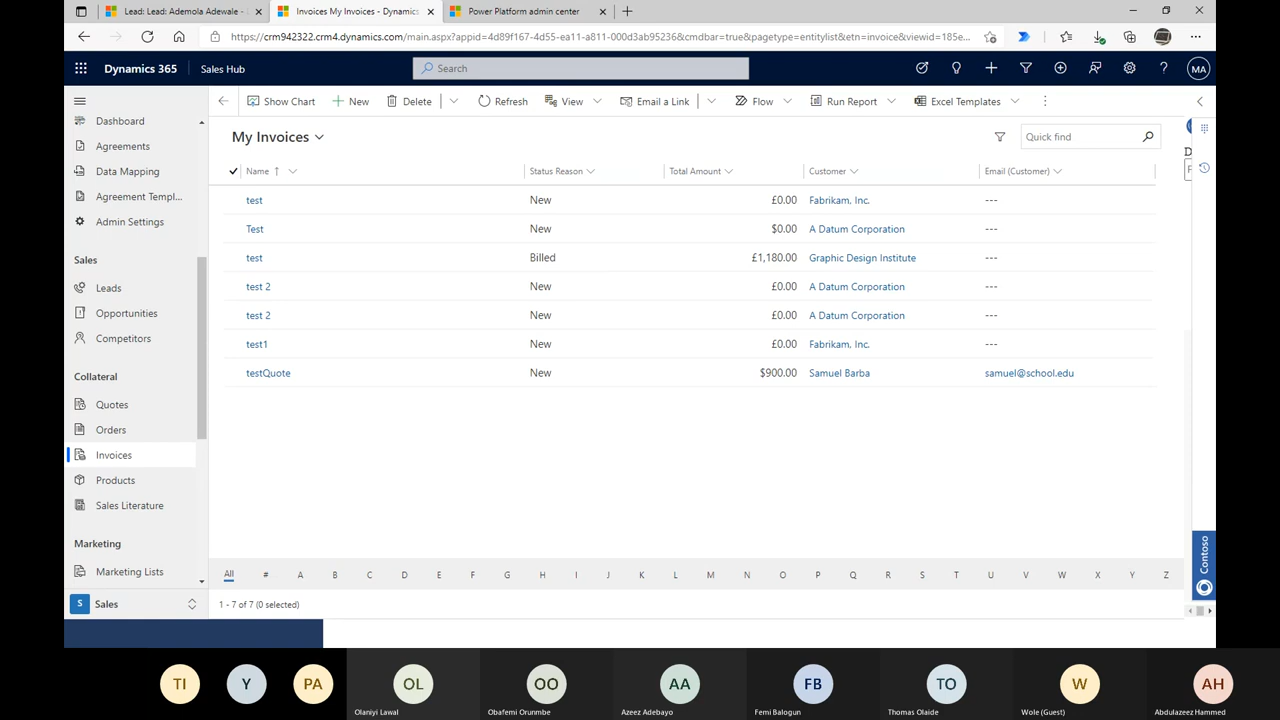 Lead: Lead: Ademola Adewale -
Invoices My Invoices - Dynamics
Power Platform admin center
https://crm942322.crm4.dynamics.com/main.aspx?appid=4d89f167-4d55-ea11-a811-000d3ab95236&cmdbar=true&pagetype=entitylist&etn=invoice&viewid=185e...
Dynamics 365
Sales Hub
Search
MA
Show Chart
New
Delete
Refresh
View
Email a Link
Flow
Run Report
Excel Templates
Dashboard
Agreements
Data Mapping
Agreement Templ...
Admin Settings
Sales
Leads
Opportunities
Competitors
Collateral
Quotes
Orders
Invoices
Products
Sales Literature
Marketing
Marketing Lists
S Sales
My Invoices
Quick find
D
Name Status Reason Total Amount Customer Email (Customer)
test New £0.00 Fabrikam, Inc. ---
Test New $0.00 A Datum Corporation ---
test Billed £1,180.00 Graphic Design Institute ---
test 2 New £0.00 A Datum Corporation ---
test 2 New £0.00 A Datum Corporation ---
test1 New £0.00 Fabrikam, Inc. ---
testQuote New $900.00 Samuel Barba samuel@school.edu
All # A B C D E F G H I J K L M N O P Q R S T U V W X Y Z
1 - 7 of 7 (0 selected)
Contoso
TI Y PA OL OO AA FB TO W AH
Olaniyi Lawal Obafemi Orunmbe Azeez Adebayo Femi Balogun Thomas Olaide Wole (Guest) Abdulazeez Hammed